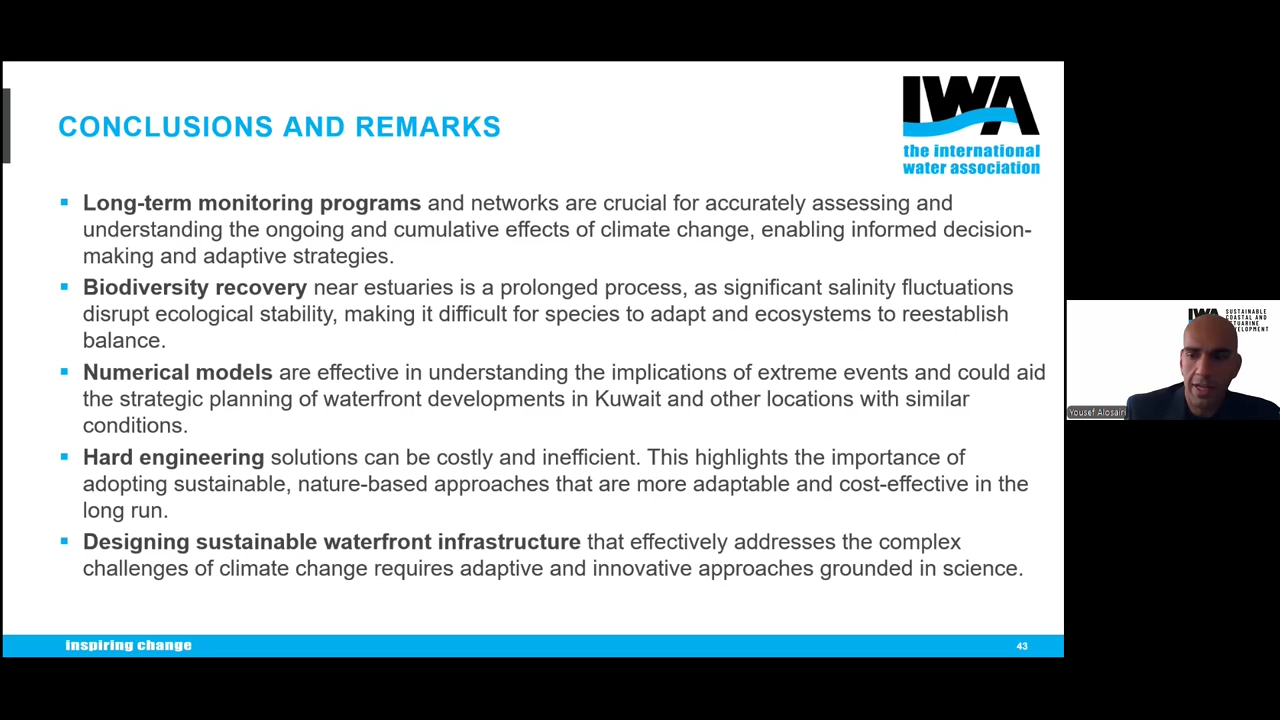 IWA
the international
water association
CONCLUSIONS AND REMARKS
Long-term monitoring programs and networks are crucial for accurately assessing and
understanding the ongoing and cumulative effects of climate change, enabling informed decision-
making and adaptive strategies.
Biodiversity recovery near estuaries is a prolonged process, as significant salinity fluctuations
disrupt ecological stability, making it difficult for species to adapt and ecosystems to reestablish
balance.
Numerical models are effective in understanding the implications of extreme events and could aid
the strategic planning of waterfront developments in Kuwait and other locations with similar
conditions.
Hard engineering solutions can be costly and inefficient. This highlights the importance of
adopting sustainable, nature-based approaches that are more adaptable and cost-effective in the
long run.
Designing sustainable waterfront infrastructure that effectively addresses the complex
challenges of climate change requires adaptive and innovative approaches grounded in science.
inspiring change
43
IWA
SUSTAINABLE
COASTAL AND
DEVELOPMENT
Yousef Alosairi